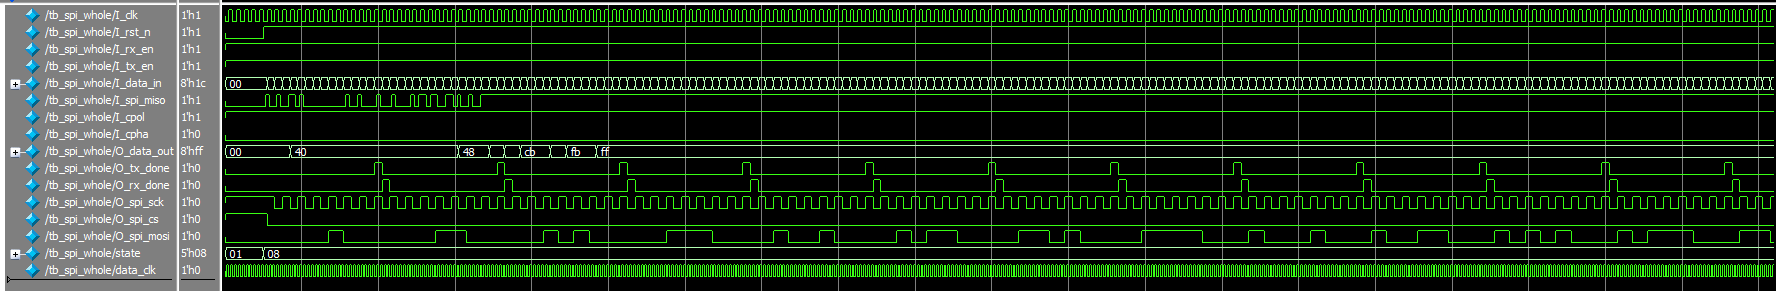 /tb_spi_whole/I_clk 1'h1
/tb_spi_whole/I_rst_n 1'h1
/tb_spi_whole/I_rx_en 1'h1
/tb_spi_whole/I_tx_en 1'h1
/tb_spi_whole/I_data_in 8'h1c 00
/tb_spi_whole/I_spi_miso 1'h1
/tb_spi_whole/I_cpol 1'h1
/tb_spi_whole/I_cpha 1'h0
/tb_spi_whole/O_data_out 8'hff 00 40 48 cb fb ff
/tb_spi_whole/O_tx_done 1'h0
/tb_spi_whole/O_rx_done 1'h0
/tb_spi_whole/O_spi_sck 1'h0
/tb_spi_whole/O_spi_cs 1'h0
/tb_spi_whole/O_spi_mosi 1'h0
/tb_spi_whole/state 5'h08 01 08
/tb_spi_whole/data_clk 1'h0